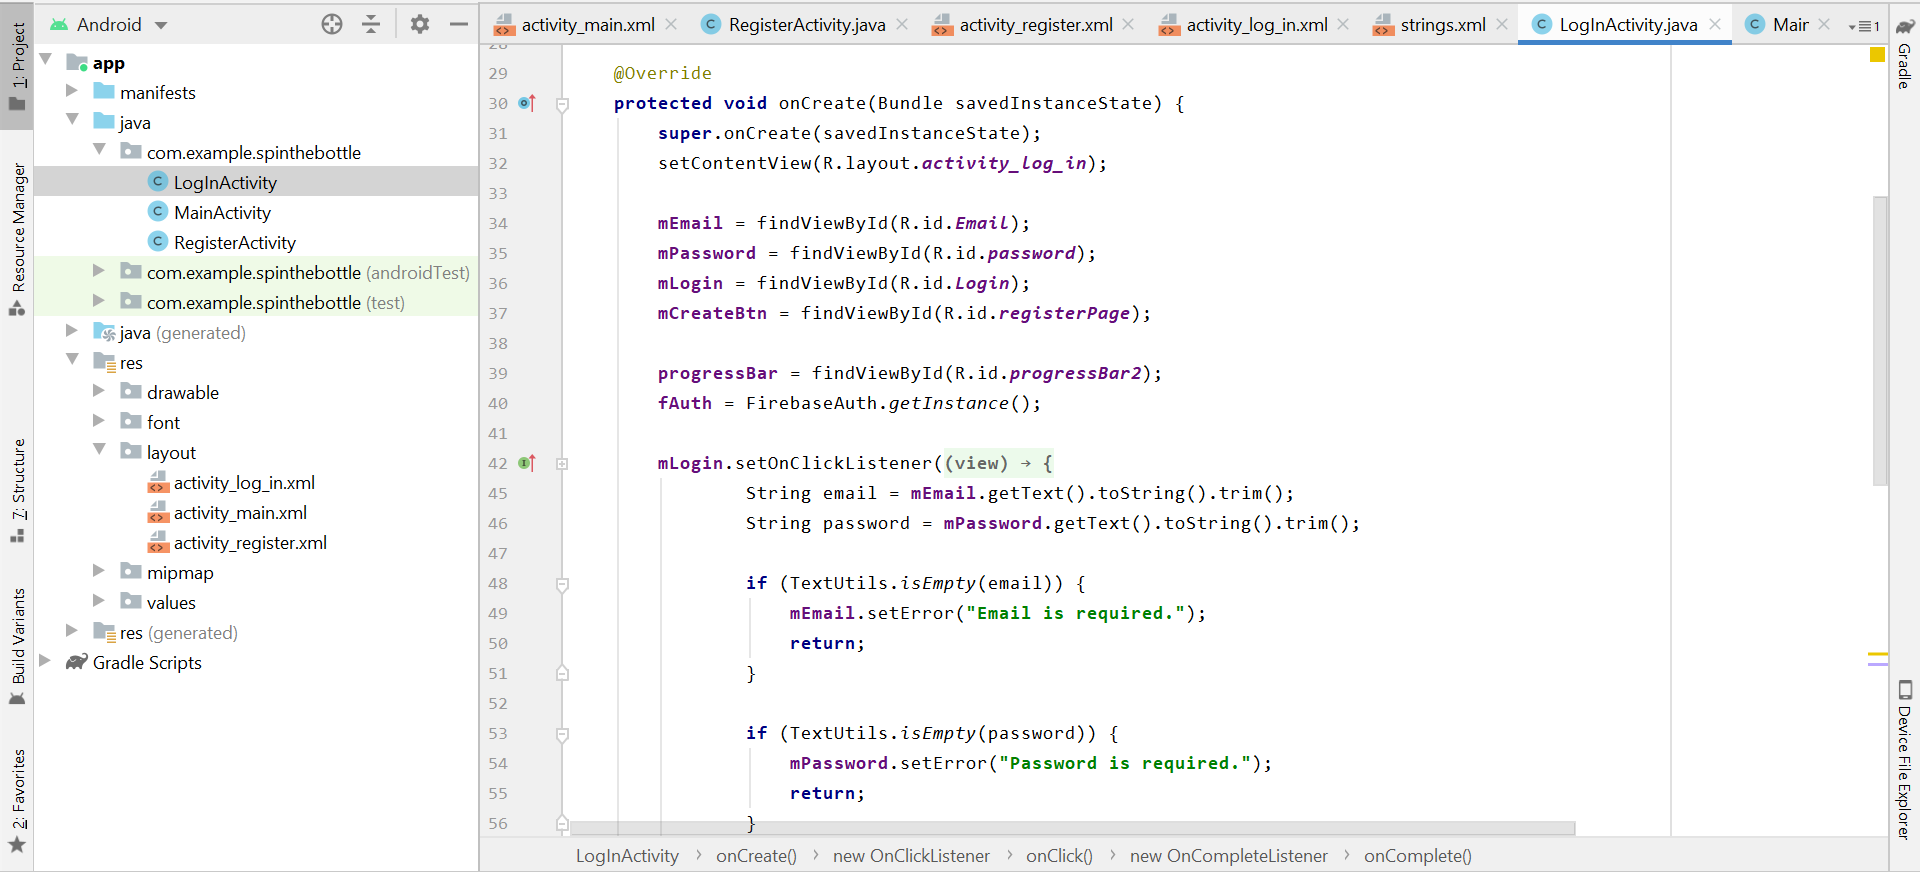 Android
activity_main.xml
RegisterActivity.java
activity_register.xml
activity_log_in.xml
strings.xml
LogInActivity.java
Mair
1
1: Project
Resource Manager
7: Structure
Build Variants
2: Favorites
app
manifests
java
com.example.spinthebottle
LogInActivity
MainActivity
RegisterActivity
com.example.spinthebottle (androidTest)
com.example.spinthebottle (test)
java (generated)
res
drawable
font
layout
activity_log_in.xml
activity_main.xml
activity_register.xml
mipmap
values
res (generated)
Gradle Scripts
28
29 @Override
30 protected void onCreate(Bundle savedInstanceState) {
31 super.onCreate(savedInstanceState);
32 setContentView(R.layout.activity_log_in);
33
34 mEmail = findViewById(R.id.Email);
35 mPassword = findViewById(R.id.password);
36 mLogin = findViewById(R.id.Login);
37 mCreateBtn = findViewById(R.id.registerPage);
38
39 progressBar = findViewById(R.id.progressBar2);
40 fAuth = FirebaseAuth.getInstance();
41
42 mLogin.setOnClickListener((view) → {
45 String email = mEmail.getText().toString().trim();
46 String password = mPassword.getText().toString().trim();
47
48 if (TextUtils.isEmpty(email)) {
49 mEmail.setError("Email is required.");
50 return;
51 }
52
53 if (TextUtils.isEmpty(password)) {
54 mPassword.setError("Password is required.");
55 return;
56 }
LogInActivity › onCreate() › new OnClickListener › onClick() › new OnCompleteListener › onComplete()
Gradle
Device File Explorer